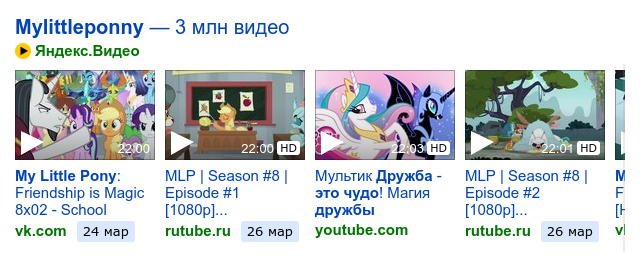 Mylittleponny — 3 млн видео
Яндекс.Видео
22:00
22:00 HD
22:03 HD
22:01 HD
My Little Pony:
Friendship is Magic
8x02 - School
vk.com 24 мар
MLP | Season #8 |
Episode #1
[1080p]...
rutube.ru 26 мар
Мультик Дружба -
это чудо! Магия
дружбы
youtube.com
MLP | Season #8 |
Episode #2
[1080p]...
rutube.ru 26 мар